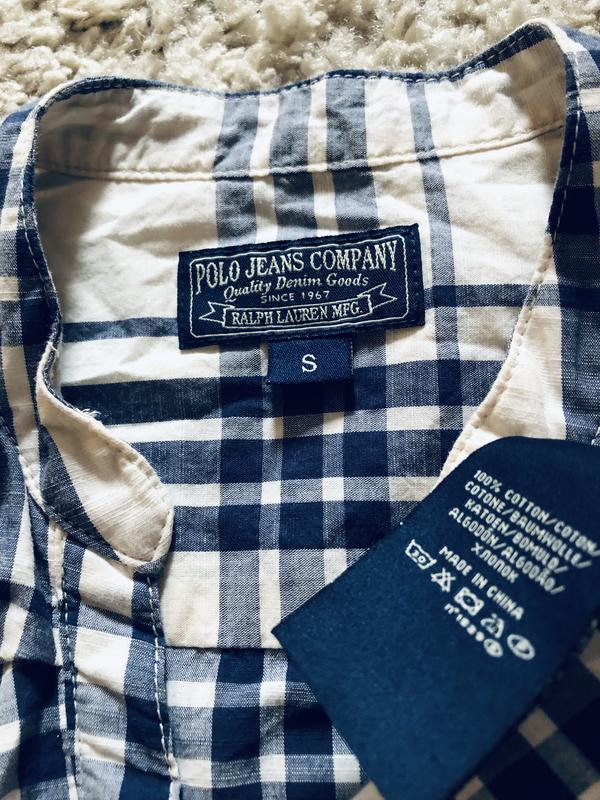 POLO JEANS COMPANY
Quality Denim Goods
SINCE 1967
RALPH LAUREN MFG.
S
100% COTTON/COTON/
COTONE/BAUMWOLLE/
KATOEN/BOMULD/
ALGODÓN/ALGODÃO/
ХЛОПОК
MADE IN CHINA